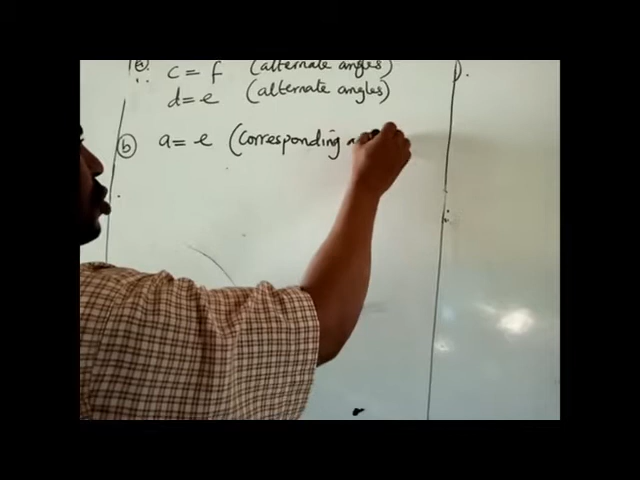 c = f (alternate angles)
d = e (alternate angles)
(b) a = e (corresponding